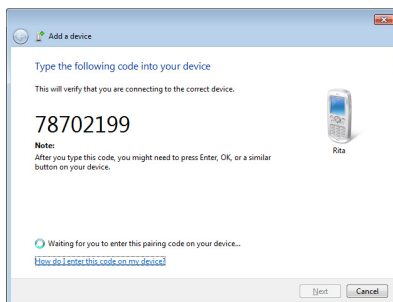 Add a device
Type the following code into your device
This will verify that you are connecting to the correct device.
78702199
Note:
After you type this code, you might need to press Enter, OK, or a similar
button on your device.
Rita
Waiting for you to enter this pairing code on your device...
How do I enter this code on my device?
Next Cancel